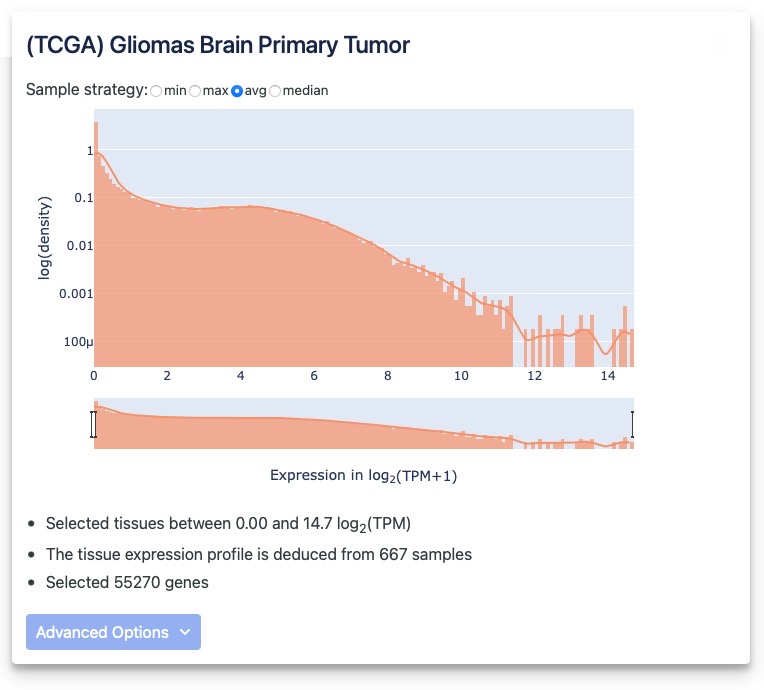 (TCGA) Gliomas Brain Primary Tumor
Sample strategy: min max avg median
log(density)
1
0.1
0.01
0.001
100μ
0 2 4 6 8 10 12 14
Expression in log₂(TPM+1)
• Selected tissues between 0.00 and 14.7 log₂(TPM)
• The tissue expression profile is deduced from 667 samples
• Selected 55270 genes
Advanced Options